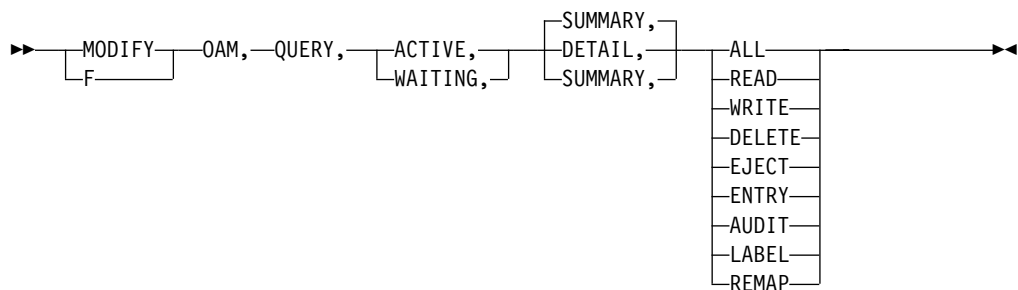 SUMMARY,
MODIFY OAM, QUERY, ACTIVE, DETAIL, ALL
F WAITING, SUMMARY, READ
WRITE
DELETE
EJECT
ENTRY
AUDIT
LABEL
REMAP